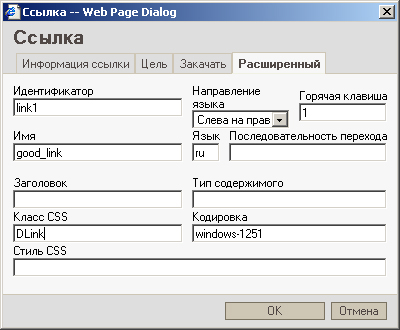 Ссылка -- Web Page Dialog
Ссылка
Информация ссылки Цель Закачать Расширенный
Идентификатор
link1
Направление
языка
Слева на прав
Горячая клавиша
1
Имя
good_link
Язык
ru
Последовательность перехода
Заголовок
Тип содержимого
Класс CSS
DLink
Кодировка
windows-1251
Стиль CSS
OK Отмена